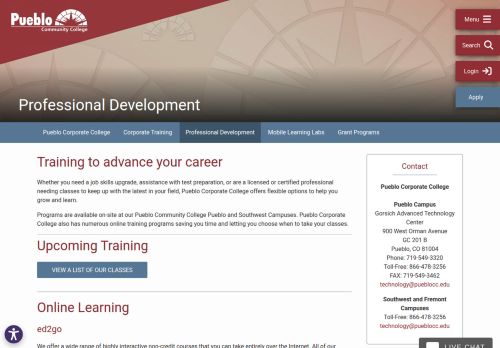 Pueblo
Community College
Menu
Search
Login
Apply
Professional Development
Pueblo Corporate College
Corporate Training
Professional Development
Mobile Learning Labs
Grant Programs
Training to advance your career
Whether you need a job skills upgrade, assistance with test preparation, or are a licensed or certified professional
needing classes to keep up with the latest in your field, Pueblo Corporate College offers flexible options to help you
grow and learn.
Programs are available on-site at our Pueblo Community College Pueblo and Southwest Campuses. Pueblo Corporate
College also has numerous online training programs saving you time and letting you choose when to take your classes.
Upcoming Training
VIEW A LIST OF OUR CLASSES
Online Learning
ed2go
We offer a wide range of highly interactive non-credit courses that you can take entirely over the Internet. All of our
Contact
Pueblo Corporate College
Pueblo Campus
Gorsich Advanced Technology
Center
900 West Orman Avenue
GC 201 B
Pueblo, CO 81004
Phone: 719-549-3320
Toll-Free: 866-478-3256
FAX: 719-549-3462
technology@pueblocc.edu
Southwest and Fremont
Campuses
Toll-Free: 866-478-3256
technology@pueblocc.edu
LIVE CHAT